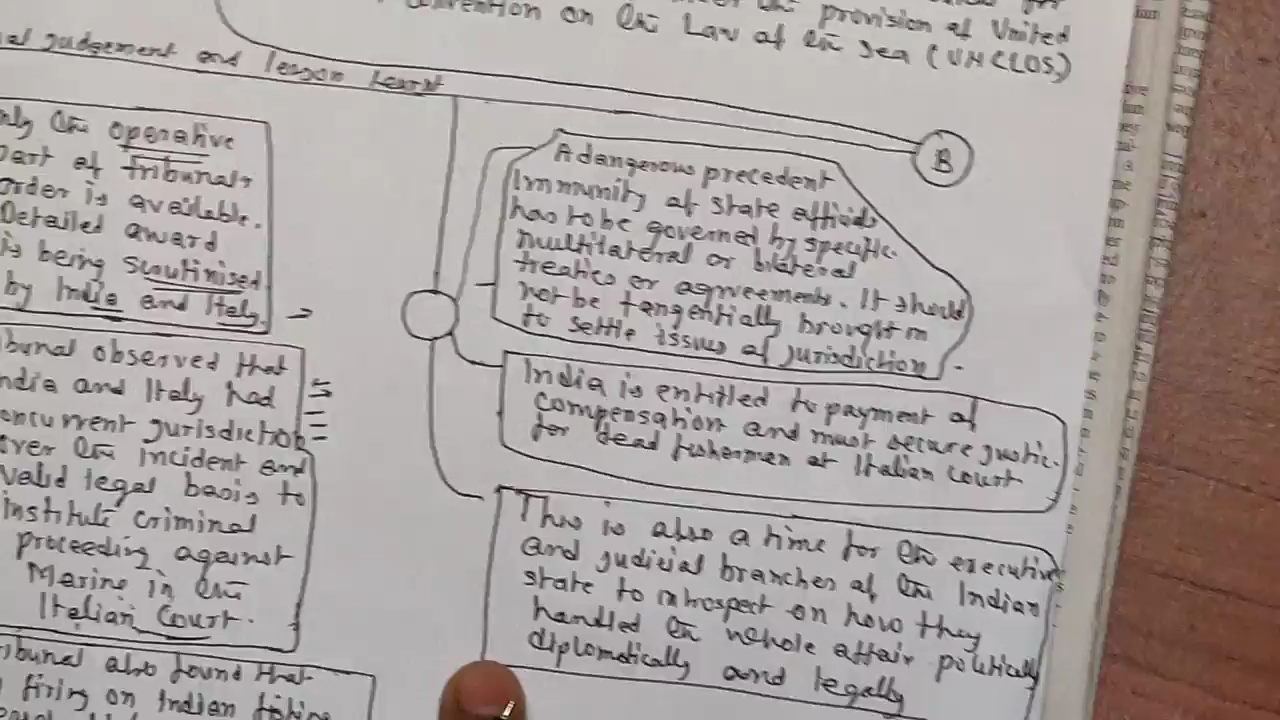 the provision of United
Convention on the Law of the Sea (UNCLOS)
judgement and lesson learnt
B
only the operative
part of tribunals
order is available.
Detailed award
is being scrutinised
by India and Italy.
A dangerous precedent
Immunity of state officials
has to be governed by specific
multilateral or bilateral
treaties or agreements. It should
not be tangentially brought in
to settle issues of jurisdiction.
tribunal observed that
India and Italy had
concurrent jurisdiction
over the incident and
valid legal basis to
institute criminal
proceeding against
Marine in the
Italian Court.
India is entitled to payment of
compensation and must secure justice
for dead fishermen at Italian Court
This is also a time for the executive
and judicial branches of the Indian
state to introspect on how they
handled the whole affair politically
diplomatically and legally
tribunal also found that
firing on Indian fishing